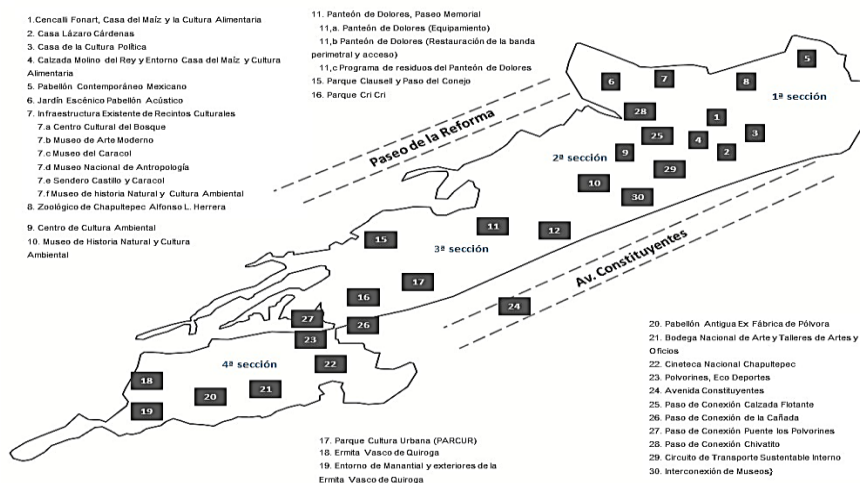 1.Cencalli Fonart, Casa del Maíz y la Cultura Alimentaria
2. Casa Lázaro Cárdenas
3. Casa de la Cultura Política
4. Calzada Molino del Rey y Entorno Casa del Maíz y Cultura
Alimentaria
5. Pabellón Contemporáneo Mexicano
6. Jardín Escénico Pabellón Acústico
7. Infraestructura Existente de Recintos Culturales
7.a Centro Cultural del Bosque
7.b Museo de Arte Moderno
7.c Museo del Caracol
7.d Museo Nacional de Antropología
7.e Sendero Castillo y Caracol
7.f Museo de historia Natural y Cultura Ambiental
8. Zoológico de Chapultepec Alfonso L. Herrera
9. Centro de Cultura Ambiental
10. Museo de Historia Natural y Cultura
Ambiental
11. Panteón de Dolores, Paseo Memorial
11,a. Panteón de Dolores (Equipamiento)
11,b Panteón de Dolores (Restauración de la banda
perimetral y acceso)
11,c Programa de residuos del Panteón de Dolores
15. Parque Clausell y Paso del Conejo
16. Parque Cri Cri
Paseo de la Reforma
5
6
7
8
1ª sección
28
1
25
3
4
2ª sección
9
2
29
10
30
11
12
15
3ª sección
Av. Constituyentes
17
16
24
27
26
23
4ª sección
22
18
21
20
19
17. Parque Cultura Urbana (PARCUR)
18. Ermita Vasco de Quiroga
19. Entorno de Manantial y exteriores de la
Ermita Vasco de Quiroga
20. Pabellón Antigua Ex Fábrica de Pólvora
21. Bodega Nacional de Arte y Talleres de Artes y
Oficios
22. Cineteca Nacional Chapultepec
23. Polvorines, Eco Deportes
24. Avenida Constituyentes
25. Paso de Conexión Calzada Flotante
26. Paso de Conexión de la Cañada
27. Paso de Conexión Puente los Polvorines
28. Paso de Conexión Chivatito
29. Circuito de Transporte Sustentable Interno
30. Interconexión de Museos}